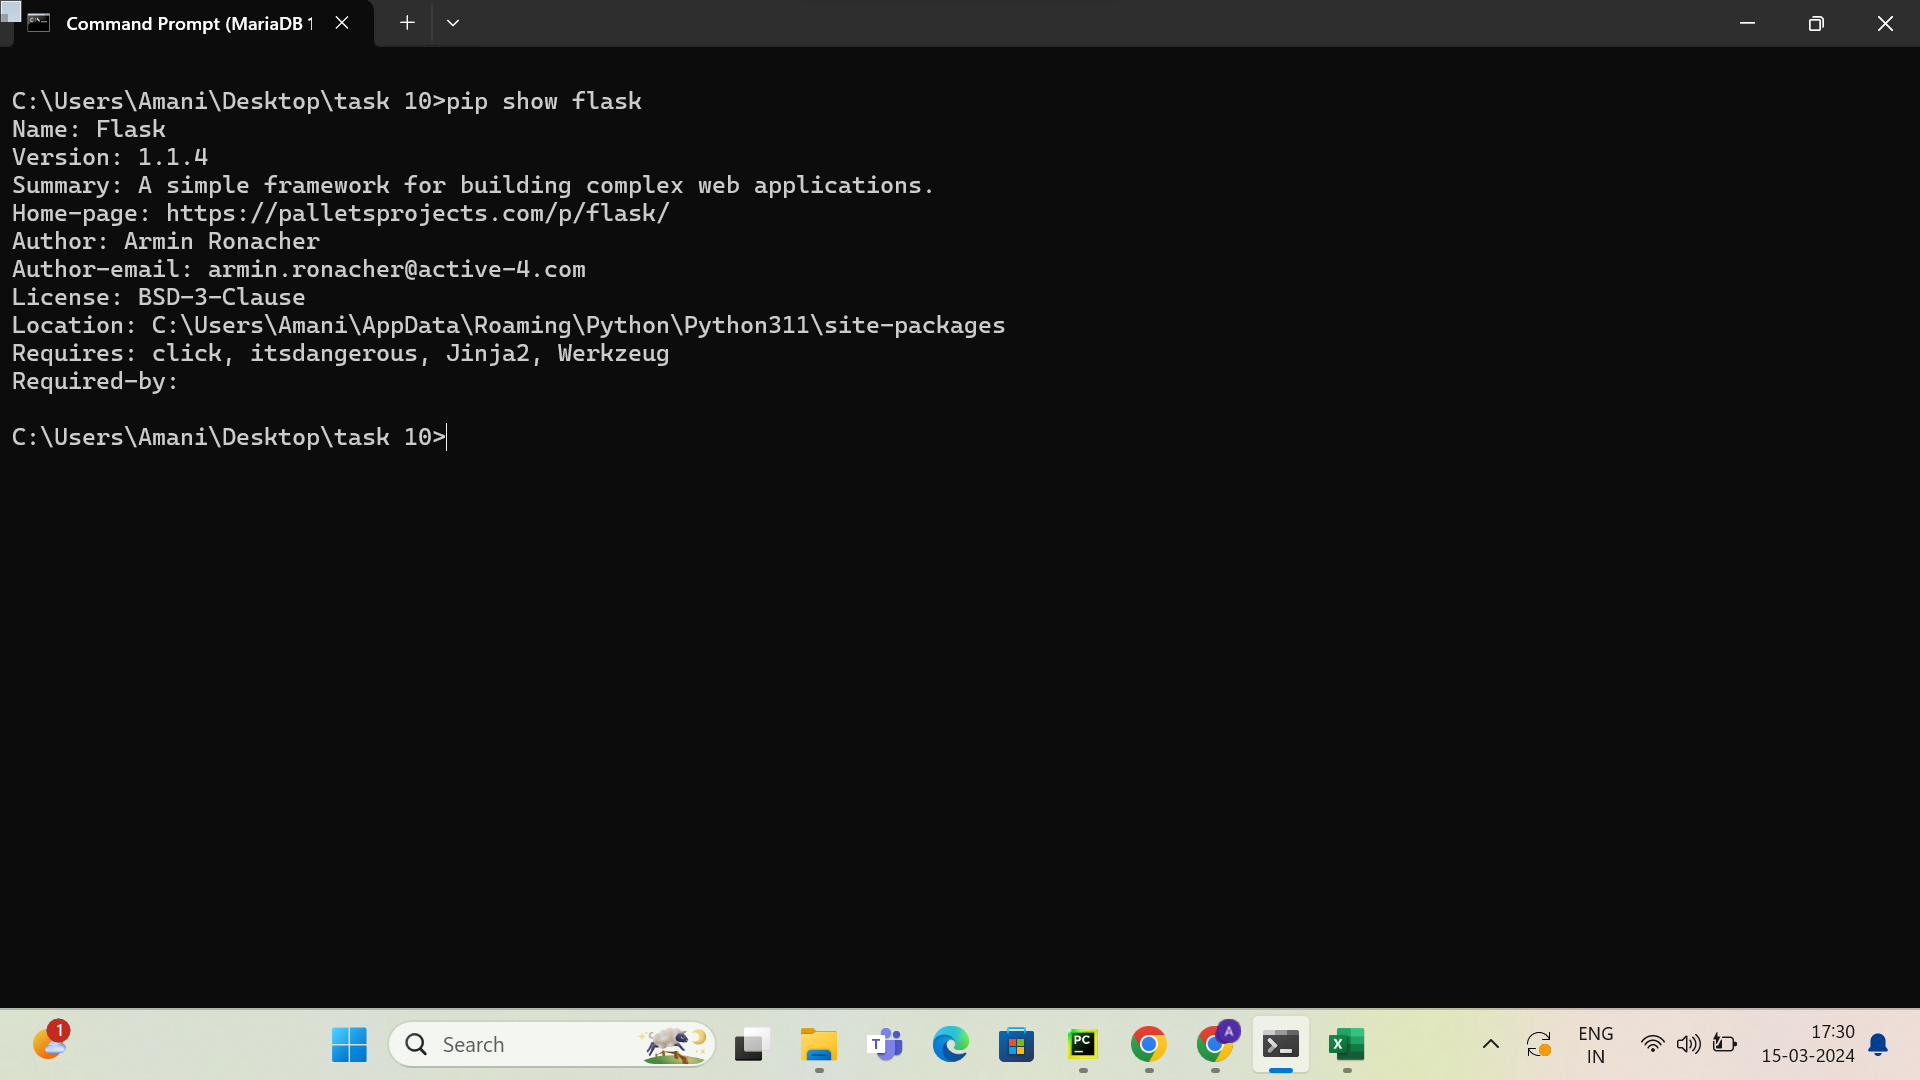 Command Prompt (MariaDB 1
C:\Users\Amani\Desktop\task 10>pip show flask
Name: Flask
Version: 1.1.4
Summary: A simple framework for building complex web applications.
Home-page: https://palletsprojects.com/p/flask/
Author: Armin Ronacher
Author-email: armin.ronacher@active-4.com
License: BSD-3-Clause
Location: C:\Users\Amani\AppData\Roaming\Python\Python311\site-packages
Requires: click, itsdangerous, Jinja2, Werkzeug
Required-by:
C:\Users\Amani\Desktop\task 10>
1
Search
T
PC
A
X
ENG
IN
17:30
15-03-2024